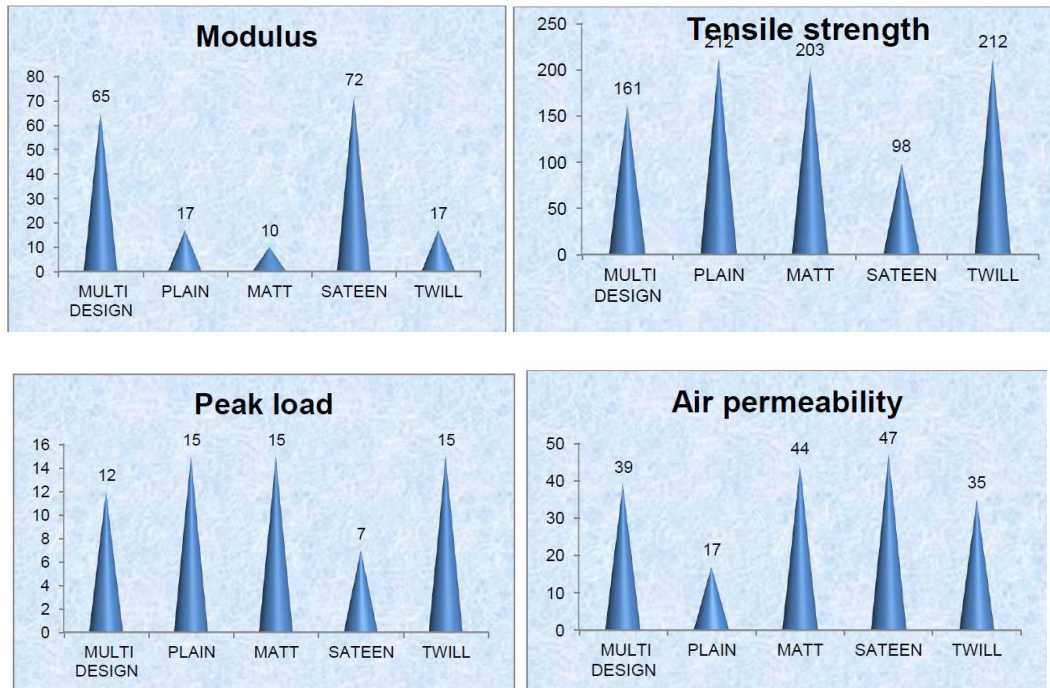 Modulus
80
70
60
50
40
30
20
10
0
65
17
10
72
17
MULTI DESIGN
PLAIN
MATT
SATEEN
TWILL
Tensile strength
250
200
150
100
50
0
161
212
203
98
212
MULTI DESIGN
PLAIN
MATT
SATEEN
TWILL
Peak load
16
14
12
10
8
6
4
2
0
12
15
15
7
15
MULTI DESIGN
PLAIN
MATT
SATEEN
TWILL
Air permeability
50
40
30
20
10
0
39
17
44
47
35
MULTI DESIGN
PLAIN
MATT
SATEEN
TWILL